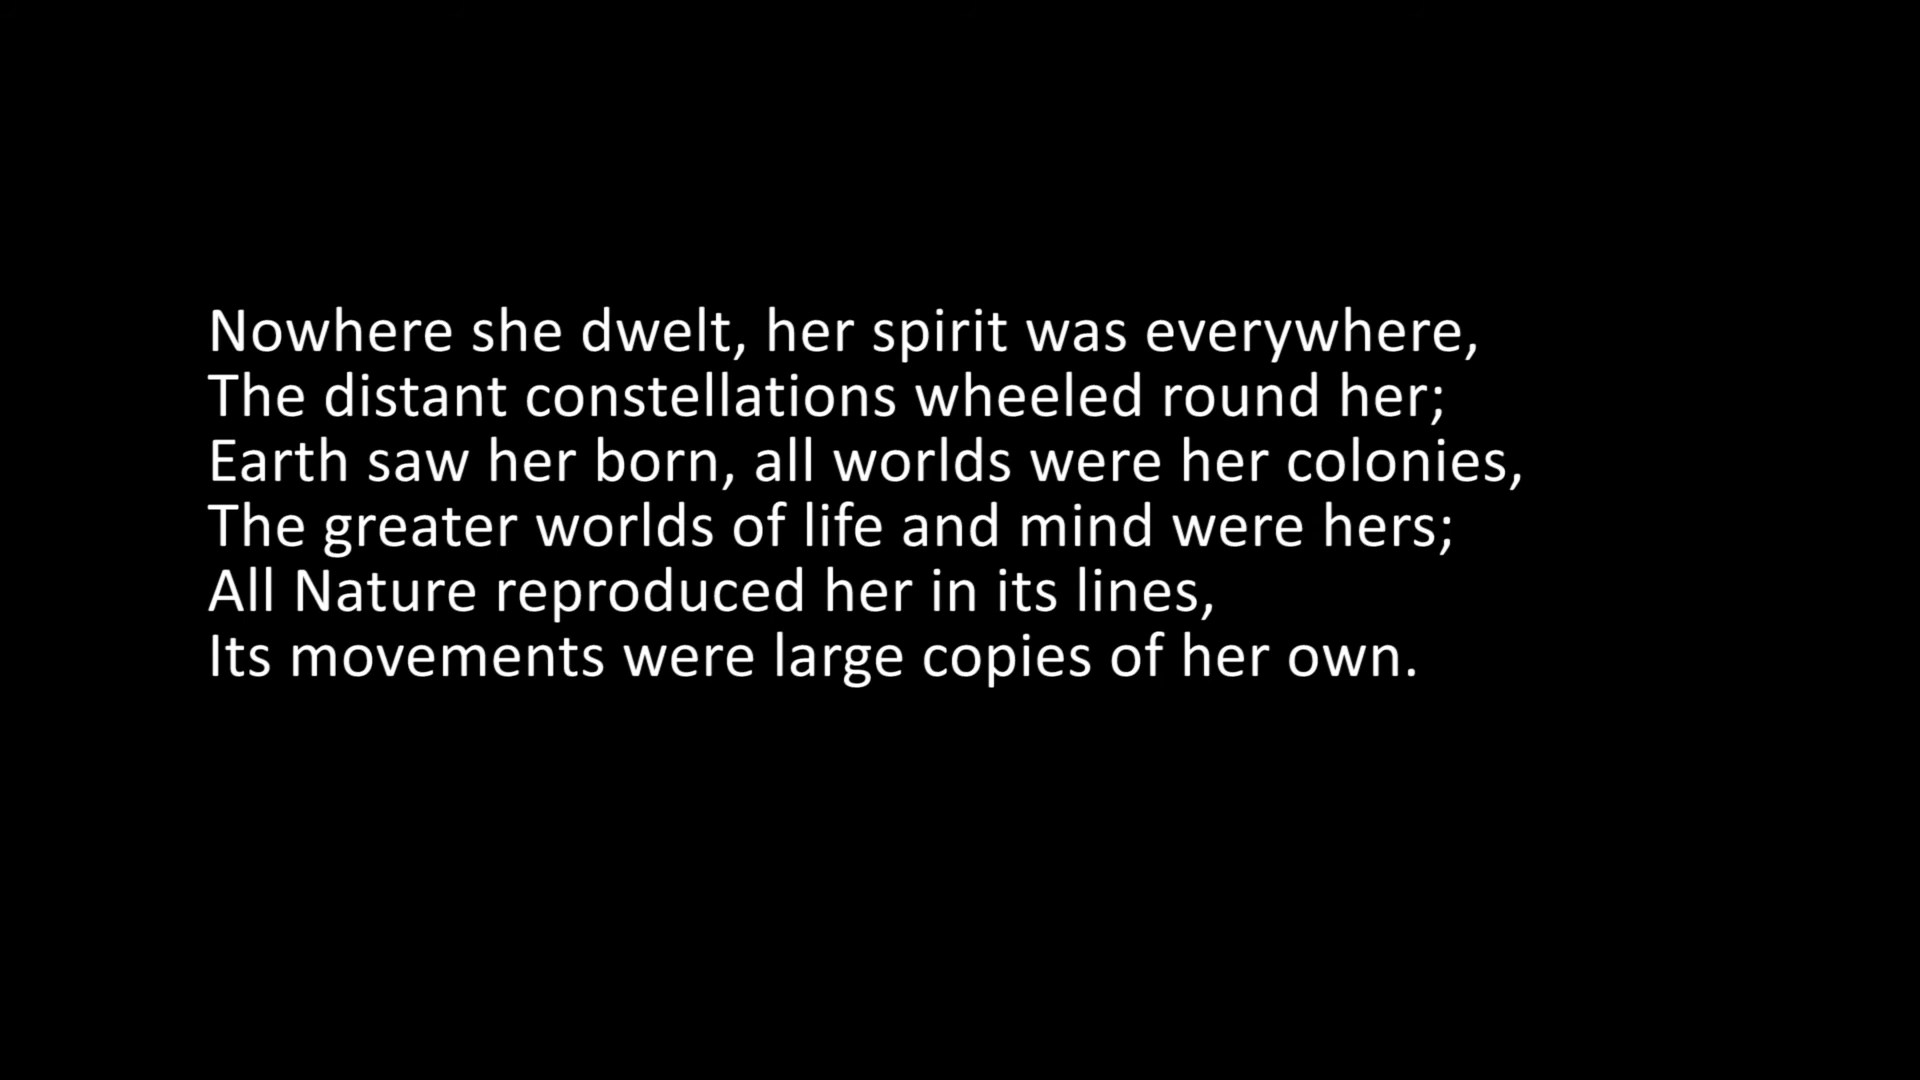 Nowhere she dwelt, her spirit was everywhere,
The distant constellations wheeled round her;
Earth saw her born, all worlds were her colonies,
The greater worlds of life and mind were hers;
All Nature reproduced her in its lines,
Its movements were large copies of her own.